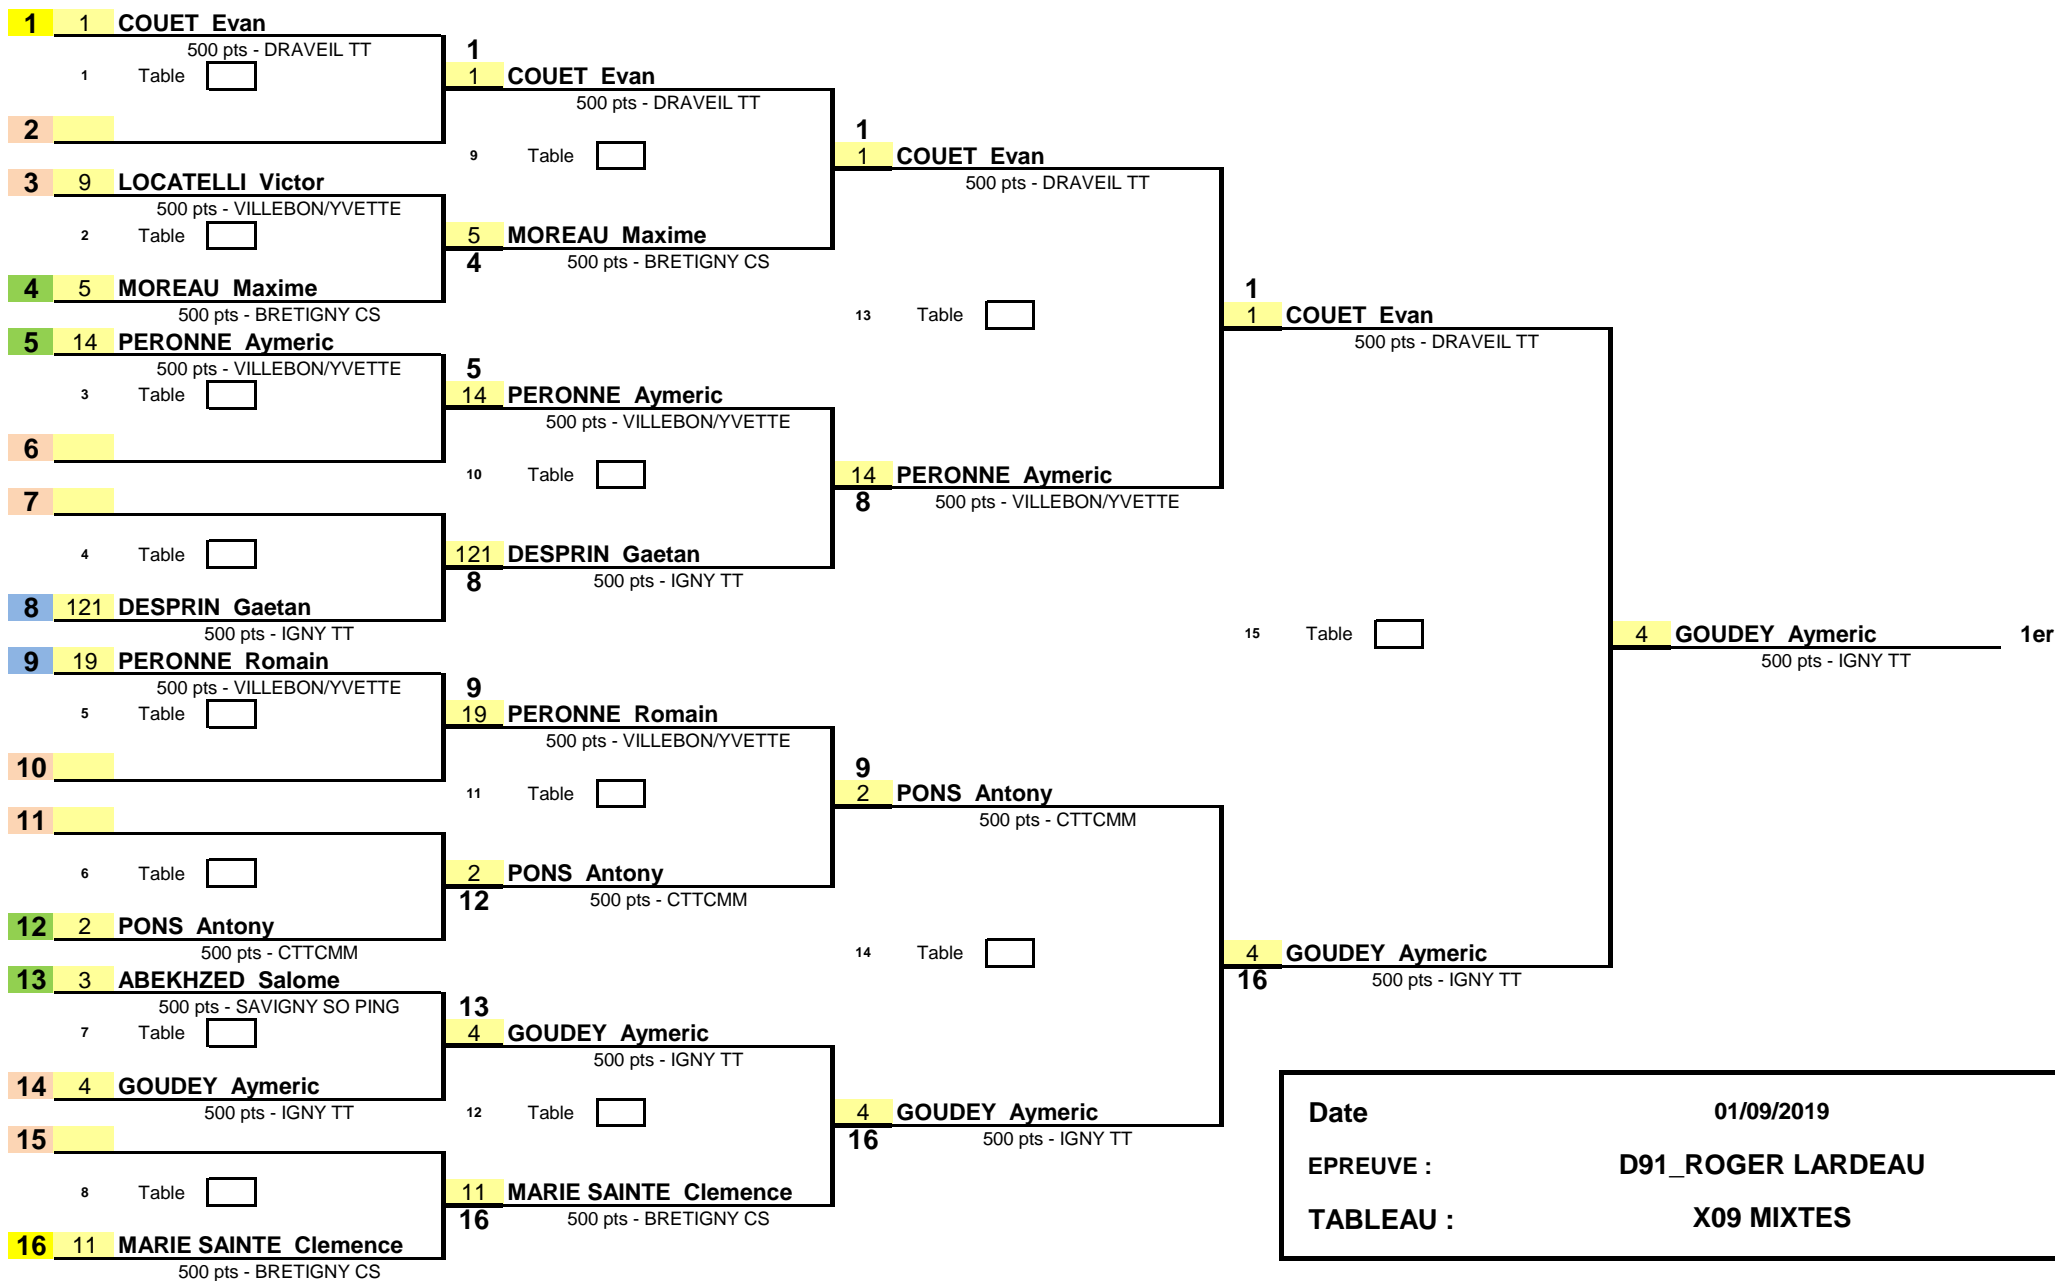 1 1 COUET Evan
500 pts - DRAVEIL TT
1
1 Table
1 COUET Evan
500 pts - DRAVEIL TT
2
1
9 Table
1 COUET Evan
500 pts - DRAVEIL TT
3 9 LOCATELLI Victor
500 pts - VILLEBON/YVETTE
2 Table
5 MOREAU Maxime
4
500 pts - BRETIGNY CS
4 5 MOREAU Maxime
500 pts - BRETIGNY CS
1
13 Table
1 COUET Evan
500 pts - DRAVEIL TT
5 14 PERONNE Aymeric
500 pts - VILLEBON/YVETTE
5
3 Table
14 PERONNE Aymeric
500 pts - VILLEBON/YVETTE
6
10 Table
14 PERONNE Aymeric
8
500 pts - VILLEBON/YVETTE
7
4 Table
121 DESPRIN Gaetan
8
500 pts - IGNY TT
8 121 DESPRIN Gaetan
500 pts - IGNY TT
15 Table
4 GOUDEY Aymeric 1er
500 pts - IGNY TT
9 19 PERONNE Romain
500 pts - VILLEBON/YVETTE
9
5 Table
19 PERONNE Romain
500 pts - VILLEBON/YVETTE
10
9
11 Table
2 PONS Antony
500 pts - CTTCMM
11
6 Table
2 PONS Antony
12
500 pts - CTTCMM
12 2 PONS Antony
500 pts - CTTCMM
14 Table
4 GOUDEY Aymeric
16
500 pts - IGNY TT
13 3 ABEKHZED Salome
500 pts - SAVIGNY SO PING
13
7 Table
4 GOUDEY Aymeric
500 pts - IGNY TT
14 4 GOUDEY Aymeric
500 pts - IGNY TT
12 Table
4 GOUDEY Aymeric
16
500 pts - IGNY TT
15
8 Table
11 MARIE SAINTE Clemence
16
500 pts - BRETIGNY CS
16 11 MARIE SAINTE Clemence
500 pts - BRETIGNY CS
Date 01/09/2019
EPREUVE : D91_ROGER LARDEAU
TABLEAU : X09 MIXTES